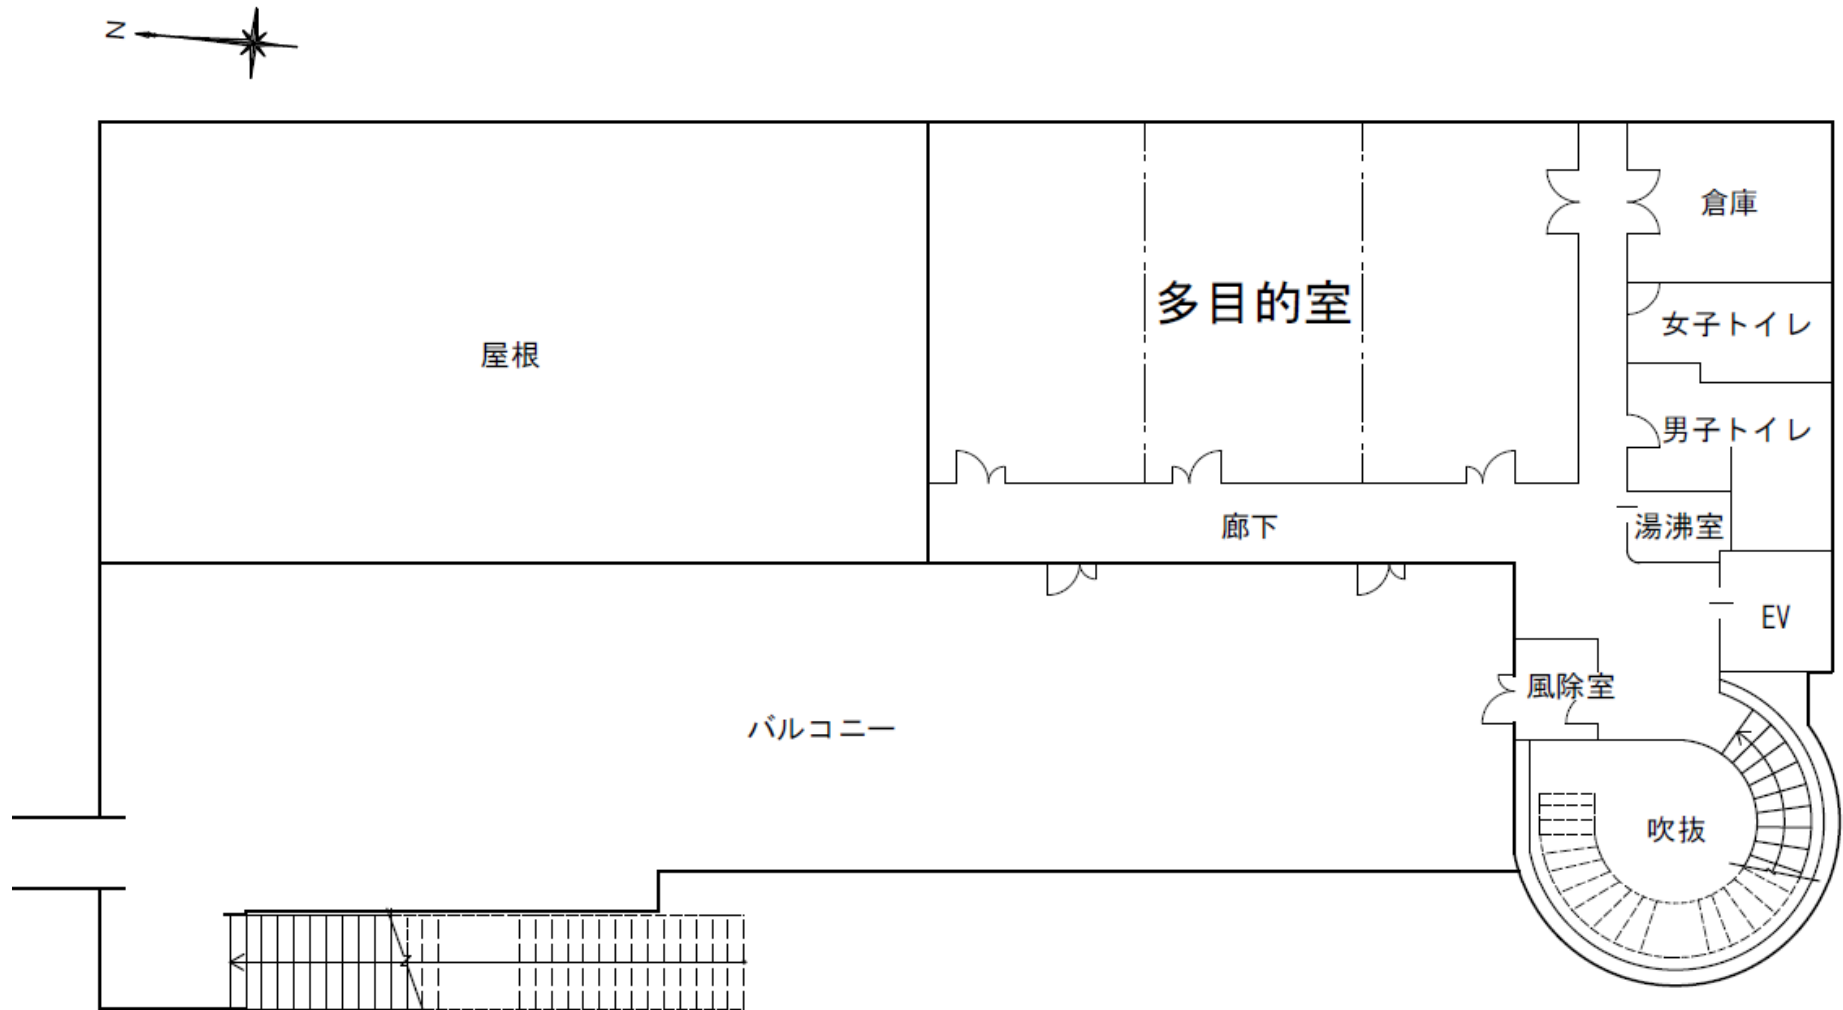 N
倉庫
多目的室
女子トイレ
屋根
男子トイレ
廊下
湯沸室
EV
風除室
バルコニー
吹抜